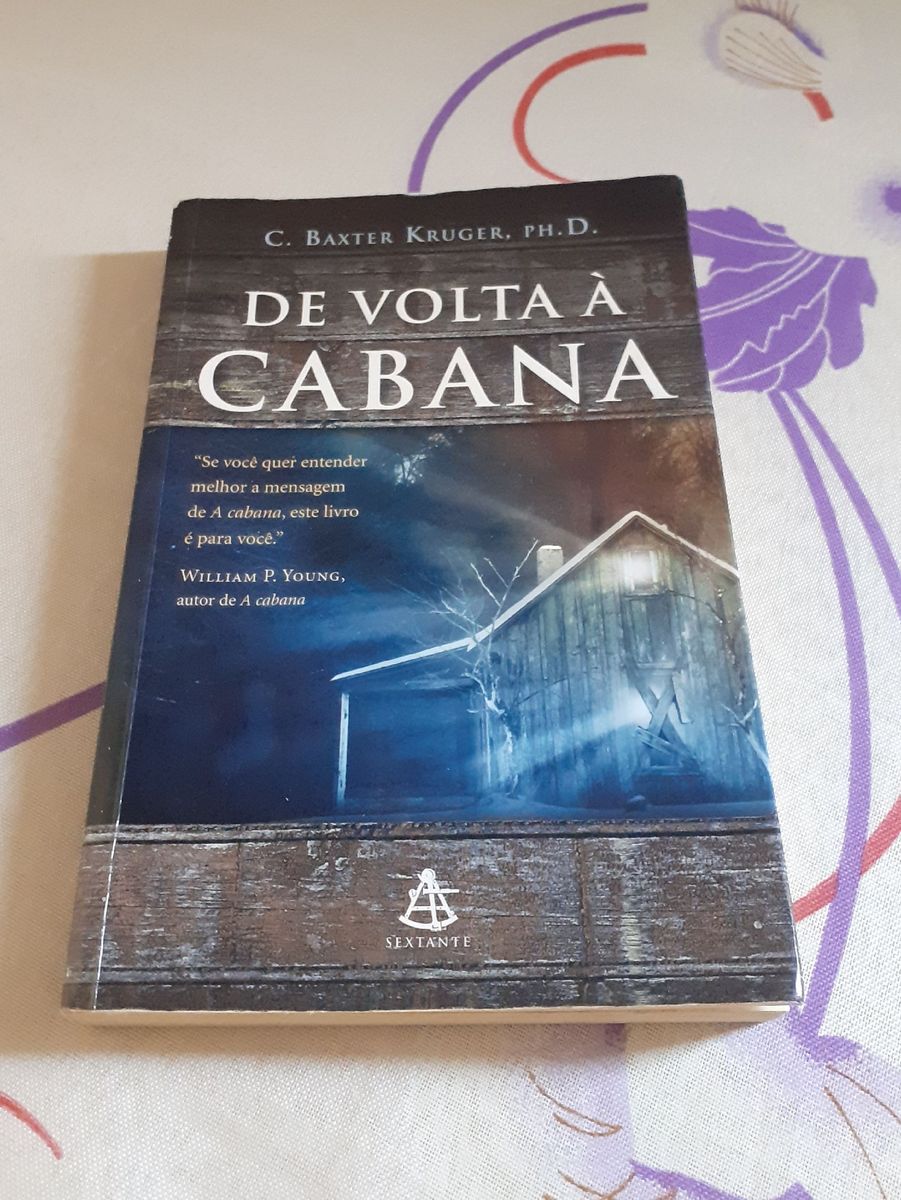 C. BAXTER KRUGER, PH.D.
DE VOLTA À
CABANA
“Se você quer entender
melhor a mensagem
de A cabana, este livro
é para você.”
WILLIAM P. YOUNG,
autor de A cabana
SEXTANTE